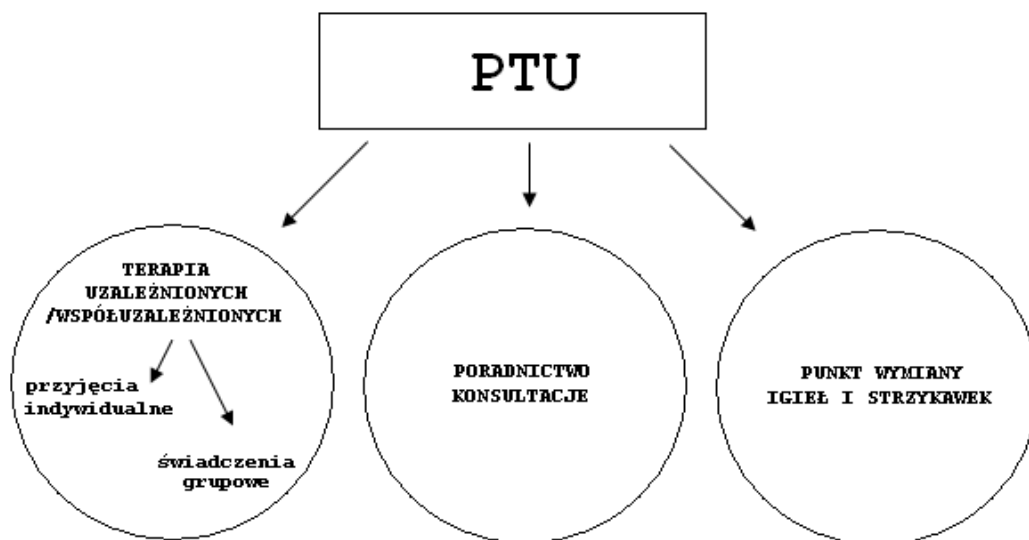 PTU
TERAPIA
UZALEŻNIONYCH
/WSPÓŁUZALEŻNIONYCH
przyjęcia
indywidualne
świadczenia
grupowe
PORADNICTWO
KONSULTACJE
PUNKT WYMIANY
IGIEŁ I STRZYKAWEK